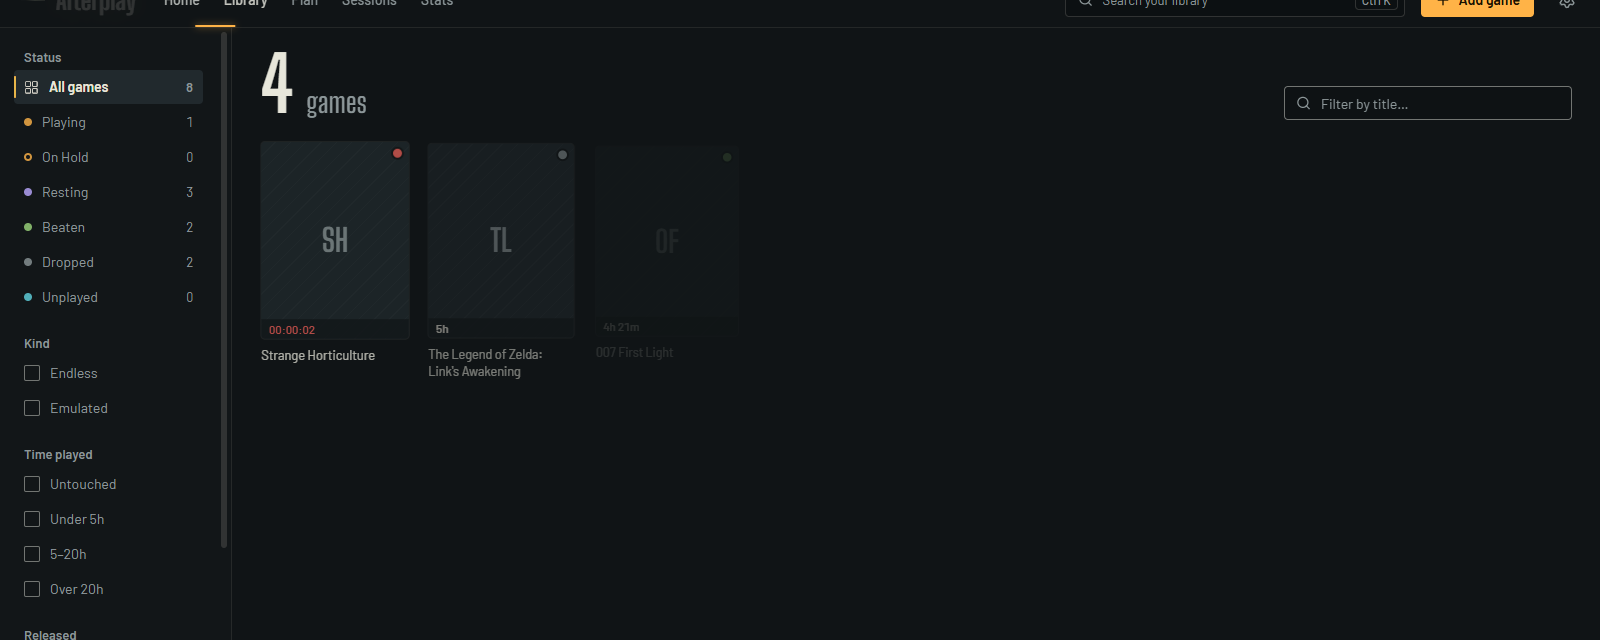 Afterplay
Home Library Plan Sessions Stats
Search your library Ctrl K
Add game
Status
All games 8
Playing 1
On Hold 0
Resting 3
Beaten 2
Dropped 2
Unplayed 0
Kind
Endless
Emulated
Time played
Untouched
Under 5h
5–20h
Over 20h
Released
4 games
Filter by title...
SH
00:00:02
Strange Horticulture
TL
5h
The Legend of Zelda:
Link's Awakening
0F
4h 21m
007 First Light